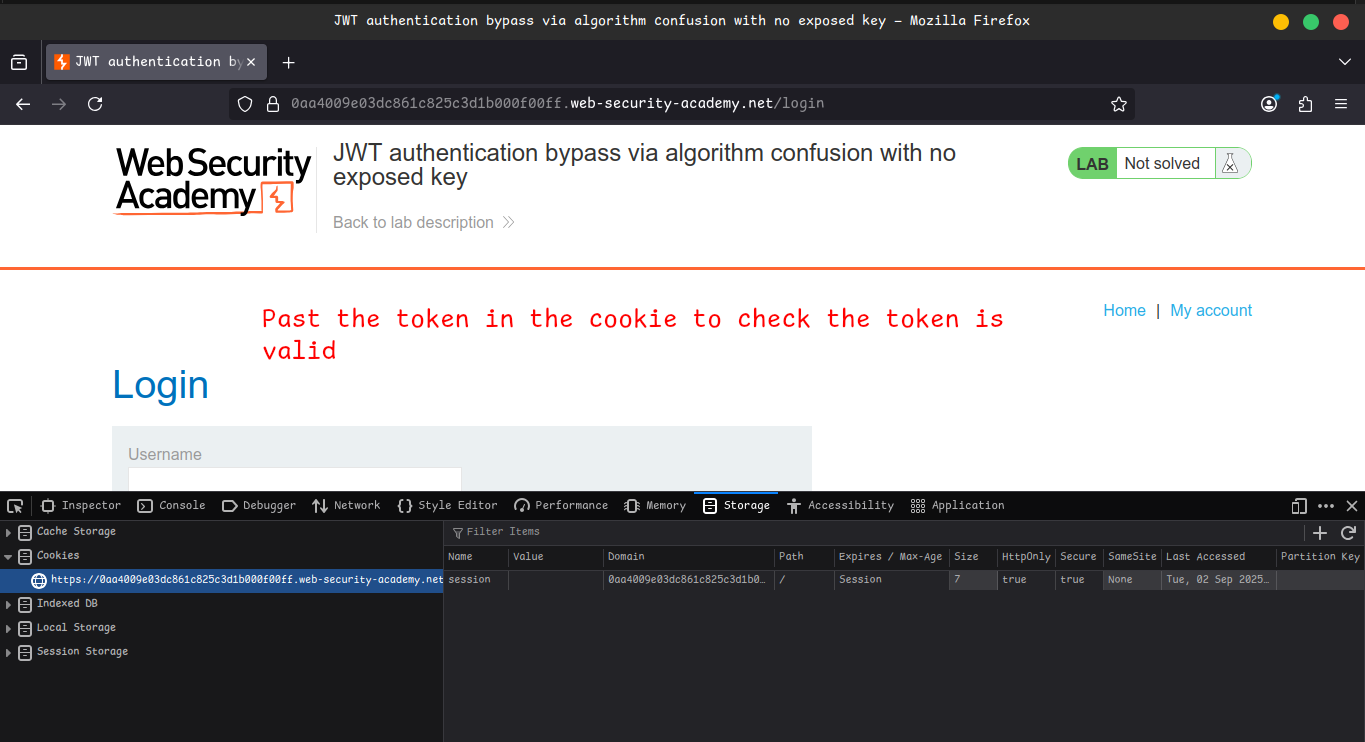 JWT authentication bypass via algorithm confusion with no exposed key — Mozilla Firefox
JWT authentication by
0aa4009e03dc861c825c3d1b000f00ff.web-security-academy.net/login
Web Security
Academy
JWT authentication bypass via algorithm confusion with no
exposed key
LAB Not solved
Back to lab description
Home | My account
Past the token in the cookie to check the token is
valid
Login
Username
Inspector Console Debugger Network Style Editor Performance Memory Storage Accessibility Application
Cache Storage
Filter Items
Cookies
Name Value Domain Path Expires / Max-Age Size HttpOnly Secure SameSite Last Accessed Partition Key
https://0aa4009e03dc861c825c3d1b000f00ff.web-security-academy.net
session 0aa4009e03dc861c825c3d1b0… / Session 7 true true None Tue, 02 Sep 2025…
Indexed DB
Local Storage
Session Storage